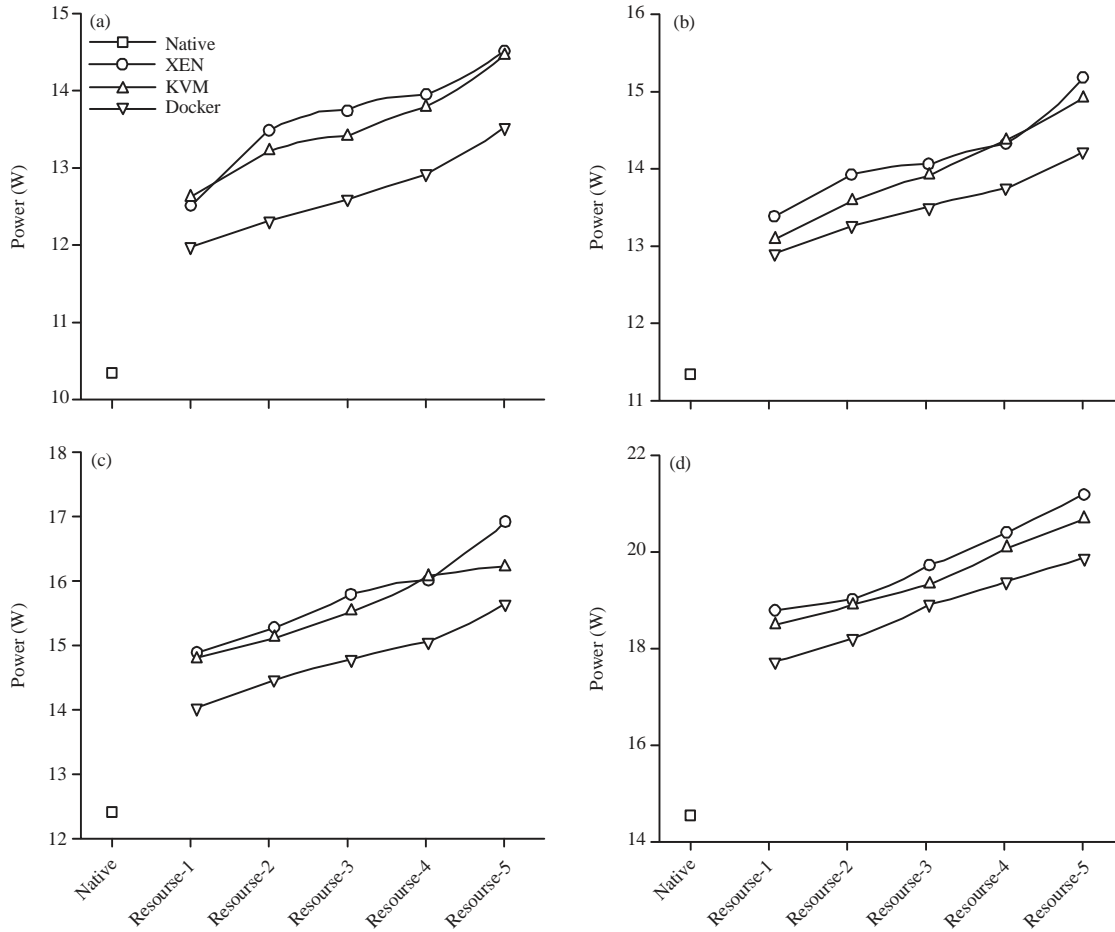 (a)
15
14
13
12
11
10
Power (W)
Native
XEN
KVM
Docker
(b)
16
15
14
13
12
11
Power (W)
(c)
18
17
16
15
14
13
12
Power (W)
Native
Resourse-1
Resourse-2
Resourse-3
Resourse-4
Resourse-5
(d)
22
20
18
16
14
Power (W)
Native
Resourse-1
Resourse-2
Resourse-3
Resourse-4
Resourse-5